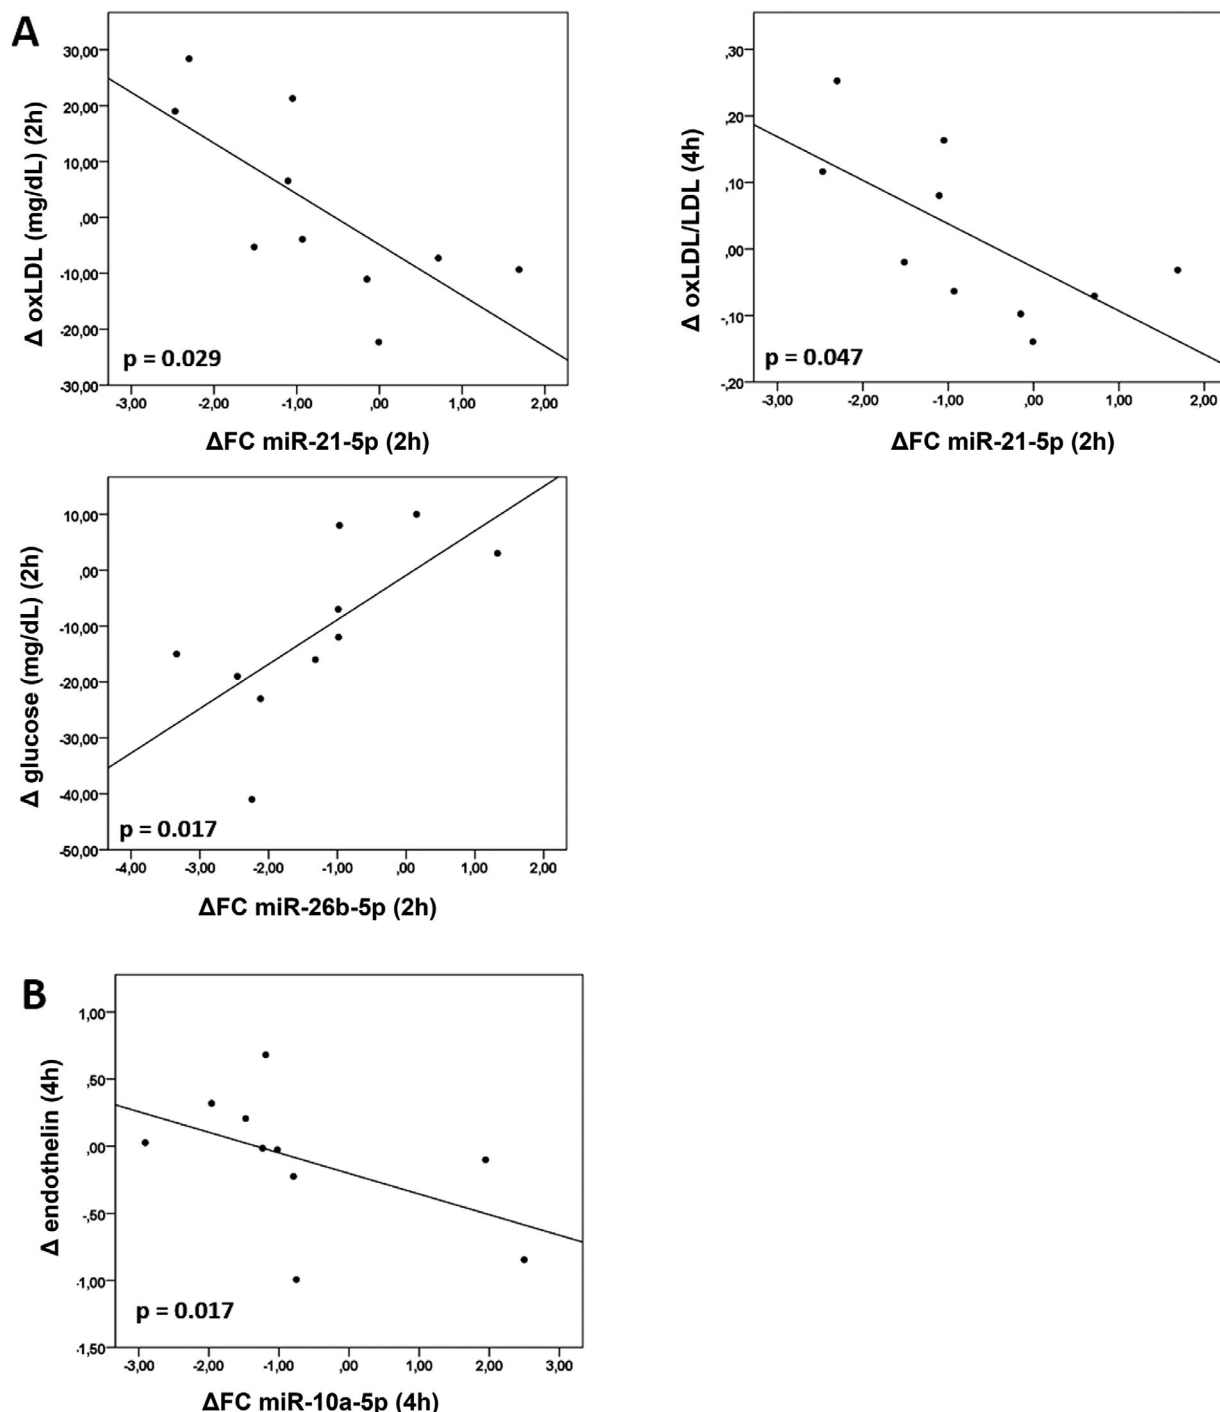 A
Δ oxLDL (mg/dL) (2h)
30,00
20,00
10,00
,00
-10,00
-20,00
-30,00
p = 0.029
-3,00 -2,00 -1,00 ,00 1,00 2,00
ΔFC miR-21-5p (2h)
Δ oxLDL/LDL (4h)
,30
,20
,10
,00
-,10
-,20
p = 0.047
-3,00 -2,00 -1,00 ,00 1,00 2,00
ΔFC miR-21-5p (2h)
Δ glucose (mg/dL) (2h)
10,00
,00
-10,00
-20,00
-30,00
-40,00
-50,00
p = 0.017
-4,00 -3,00 -2,00 -1,00 ,00 1,00 2,00
ΔFC miR-26b-5p (2h)
B
Δ endothelin (4h)
1,00
,50
,00
-,50
-1,00
-1,50
p = 0.017
-3,00 -2,00 -1,00 ,00 1,00 2,00 3,00
ΔFC miR-10a-5p (4h)